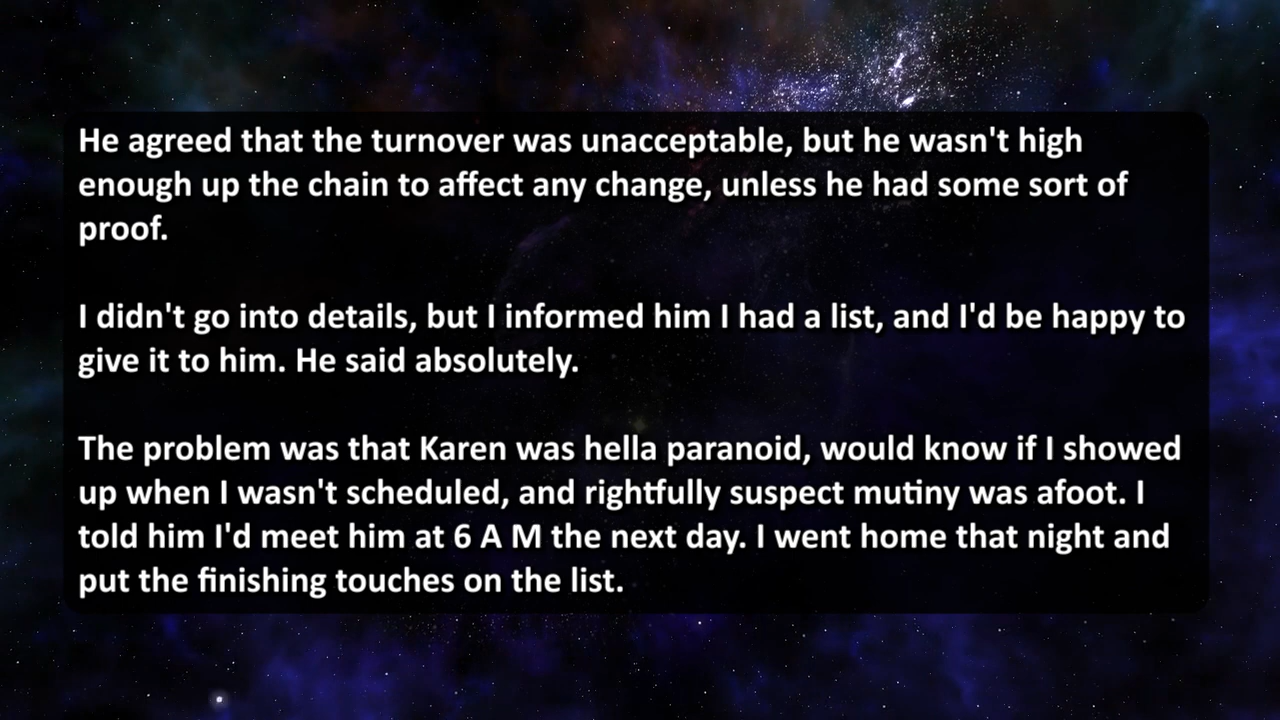 He agreed that the turnover was unacceptable, but he wasn't high
enough up the chain to affect any change, unless he had some sort of
proof.
I didn't go into details, but I informed him I had a list, and I'd be happy to
give it to him. He said absolutely.
The problem was that Karen was hella paranoid, would know if I showed
up when I wasn't scheduled, and rightfully suspect mutiny was afoot. I
told him I'd meet him at 6 A M the next day. I went home that night and
put the finishing touches on the list.